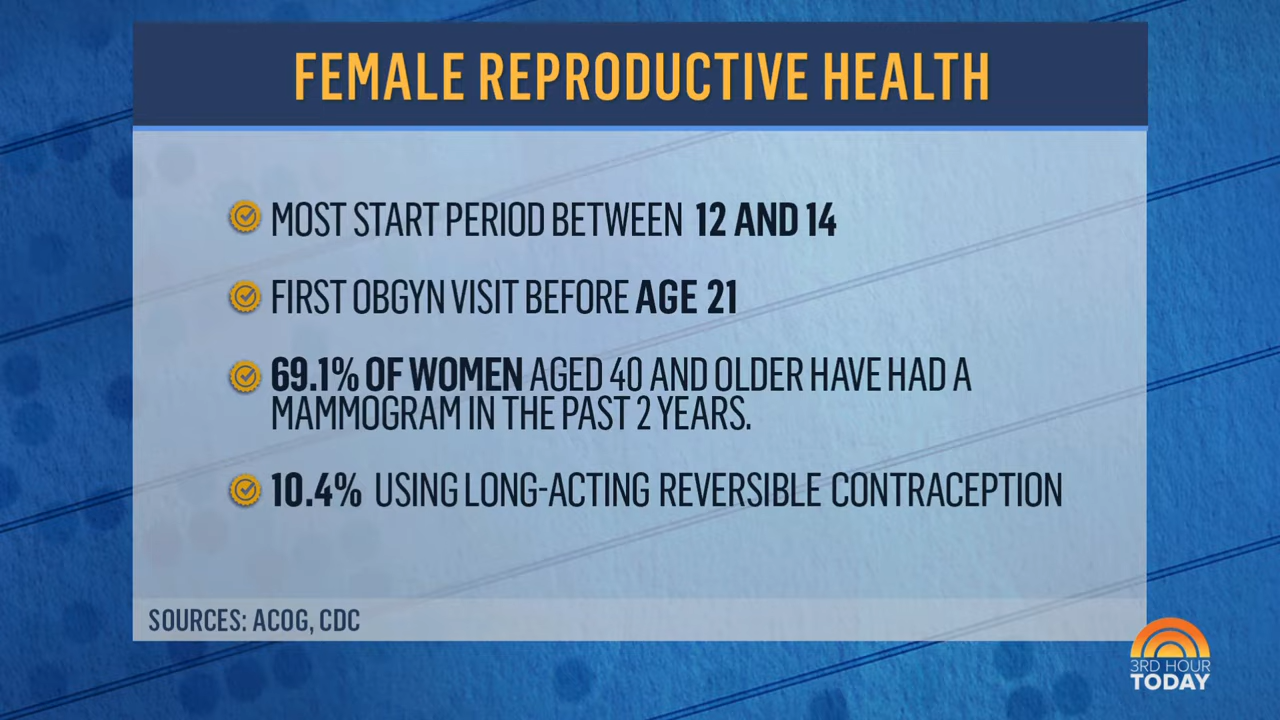 FEMALE REPRODUCTIVE HEALTH
MOST START PERIOD BETWEEN 12 AND 14
FIRST OBGYN VISIT BEFORE AGE 21
69.1% OF WOMEN AGED 40 AND OLDER HAVE HAD A
MAMMOGRAM IN THE PAST 2 YEARS.
10.4% USING LONG-ACTING REVERSIBLE CONTRACEPTION
SOURCES: ACOG, CDC
3RD HOUR
TODAY